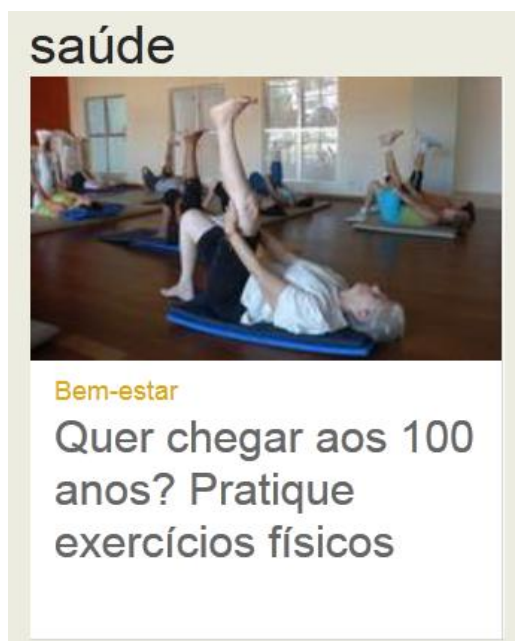 saúde
Bem-estar
Quer chegar aos 100
anos? Pratique
exercícios físicos